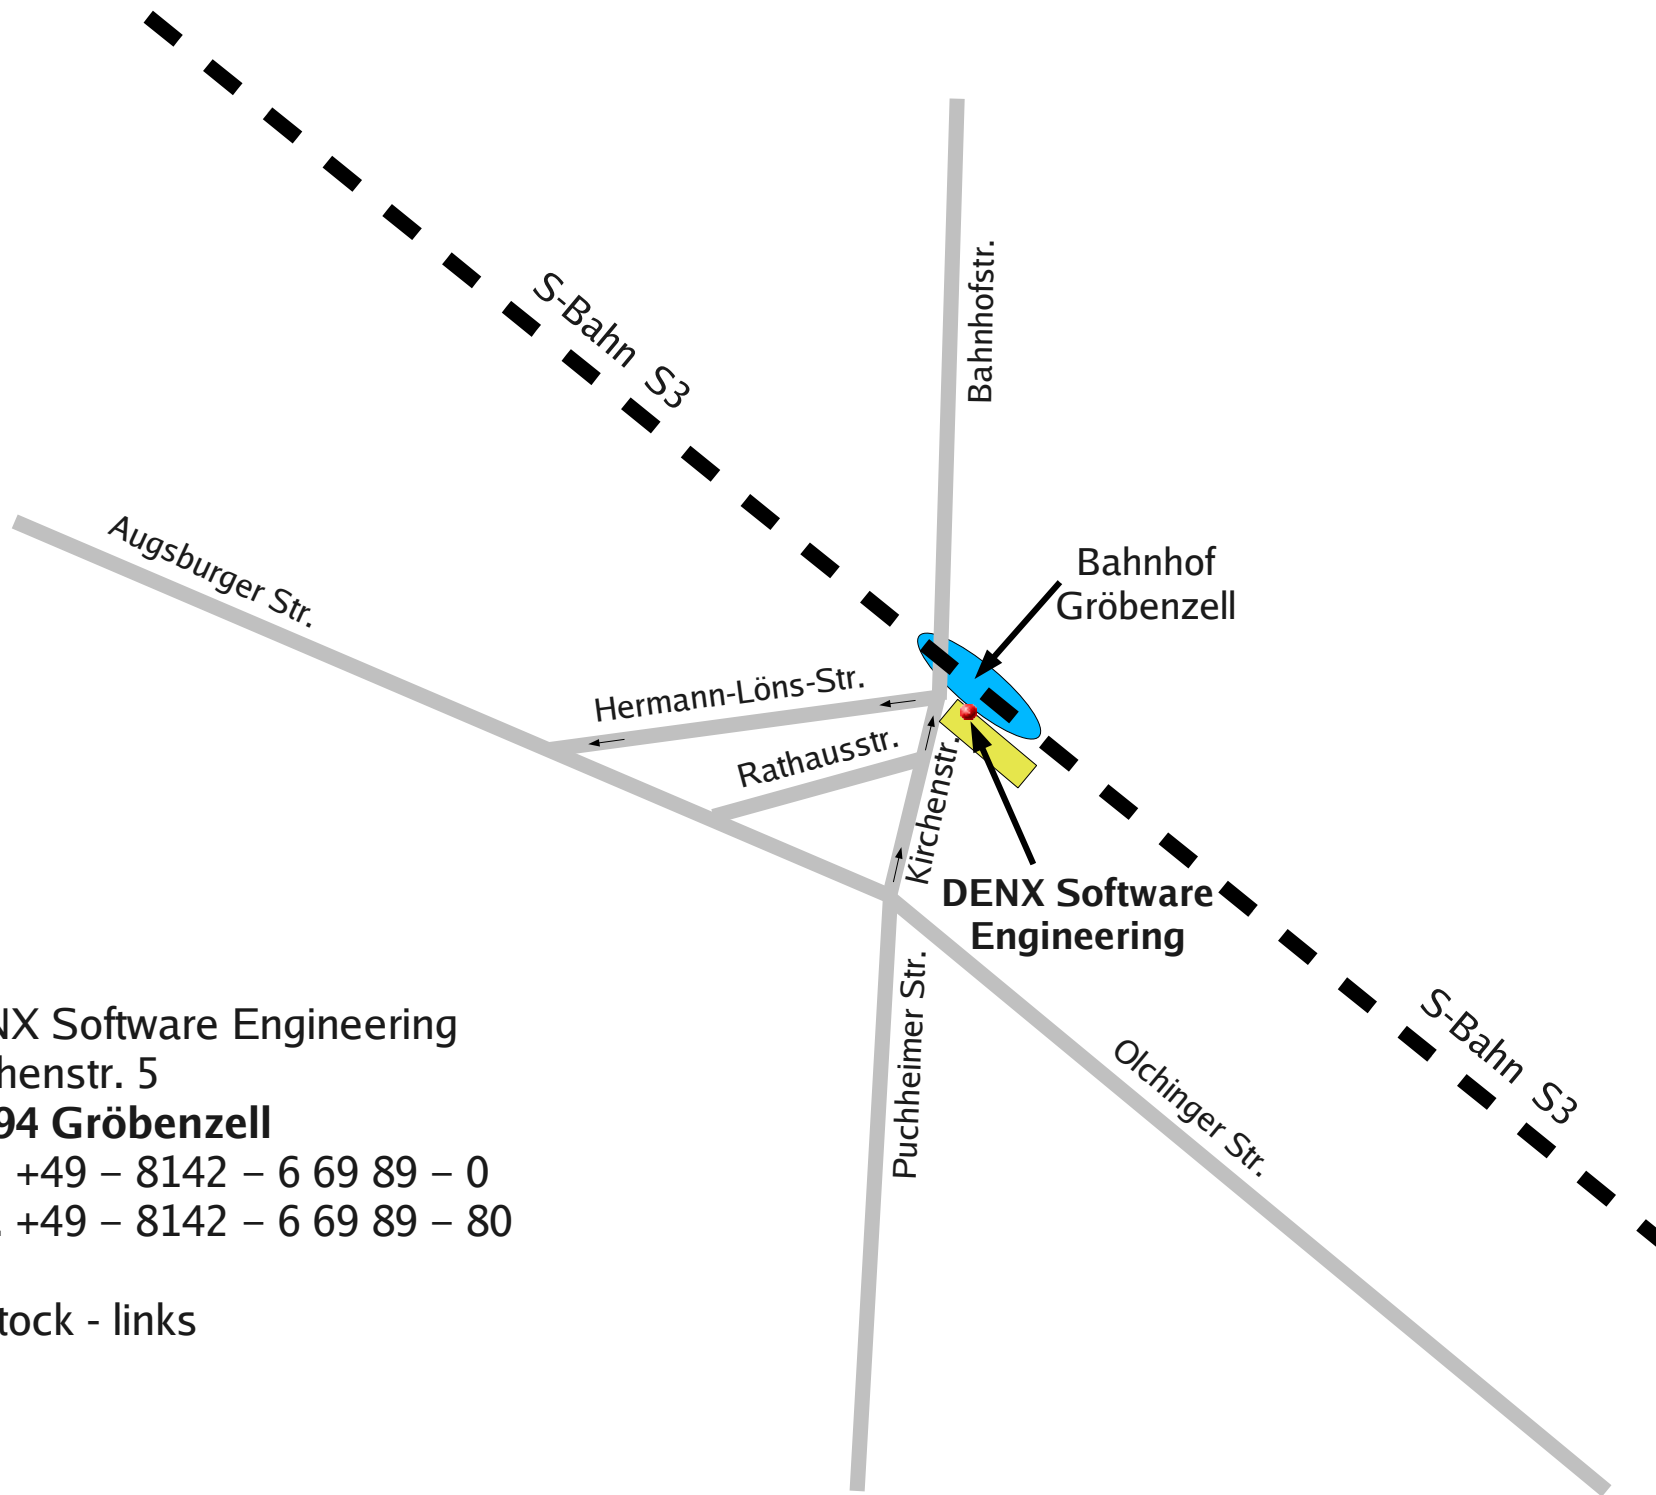 Bahnhofstr.
S-Bahn S3
Augsburger Str.
Bahnhof
Gröbenzell
Hermann-Löns-Str.
Rathausstr.
Kirchenstr.
DENX Software
Engineering
Puchheimer Str.
S-Bahn S3
Olchinger Str.
NX Software Engineering
henstr. 5
94 Gröbenzell
+49 – 8142 – 6 69 89 – 0
. +49 – 8142 – 6 69 89 – 80
tock - links